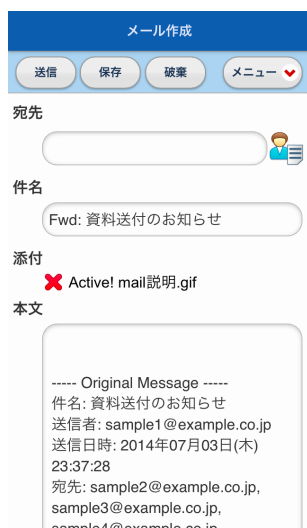 メール作成
送信 保存 破棄 メニュー
宛先
件名
Fwd: 資料送付のお知らせ
添付
Active! mail説明.gif
本文
----- Original Message -----
件名: 資料送付のお知らせ
送信者: sample1@example.co.jp
送信日時: 2014年07月03日(木)
23:37:28
宛先: sample2@example.co.jp,
sample3@example.co.jp,
sample4@example.co.jp